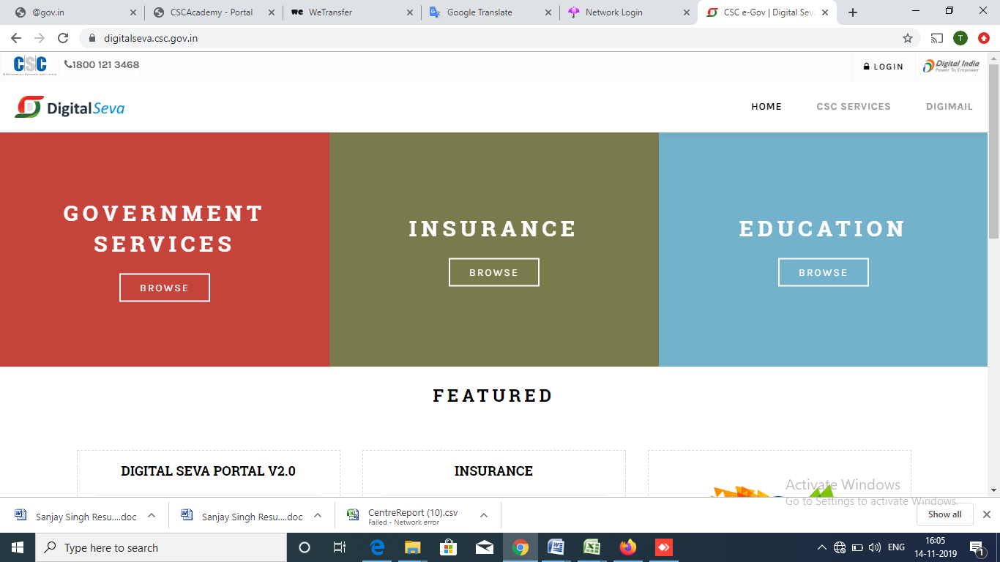 @gov.in
CSCAcademy - Portal
WeTransfer
Google Translate
Network Login
CSC e-Gov | Digital Sev
digitalseva.csc.gov.in
T
CSC
1800 121 3468
LOGIN
Digital India
Power To Empower
Digital Seva
HOME
CSC SERVICES
DIGIMAIL
GOVERNMENT
SERVICES
BROWSE
INSURANCE
BROWSE
EDUCATION
BROWSE
FEATURED
DIGITAL SEVA PORTAL V2.0
INSURANCE
Activate Windows
Go to Settings to activate Windows.
Sanjay Singh Resu....doc
Sanjay Singh Resu....doc
CentreReport (10).csv
Failed - Network error
Show all
Type here to search
ENG
16:05
14-11-2019
1